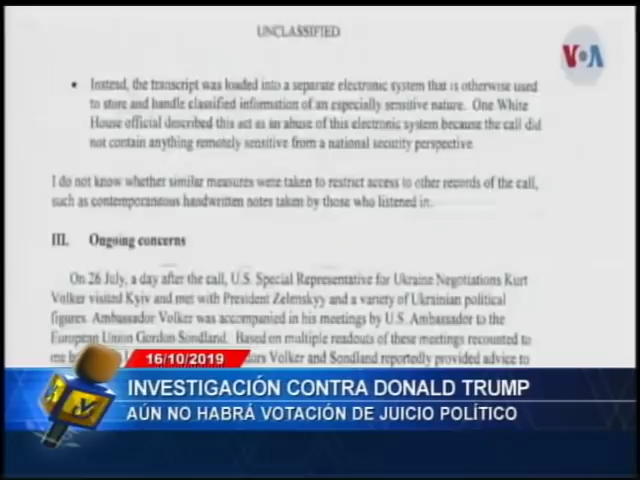 UNCLASSIFIED
VOA
• Instead, the transcript was loaded into a separate electronic system that is otherwise used
to store and handle classified information of an especially sensitive nature. One White
House official described this act as an abuse of this electronic system because the call did
not contain anything remotely sensitive from a national security perspective.
I do not know whether similar measures were taken to restrict access to other records of the call,
such as contemporaneous handwritten notes taken by those who listened in.
III. Ongoing concerns
On 26 July, a day after the call, U.S. Special Representative for Ukraine Negotiations Kurt
Volker visited Kyiv and met with President Zelenskyy and a variety of Ukrainian political
figures. Ambassador Volker was accompanied in his meetings by U.S. Ambassador to the
European Union Gordon Sondland. Based on multiple readouts of these meetings recounted to
me Volker and Sondland reportedly provided advice to
16/10/2019
INVESTIGACIÓN CONTRA DONALD TRUMP
AÚN NO HABRÁ VOTACIÓN DE JUICIO POLÍTICO